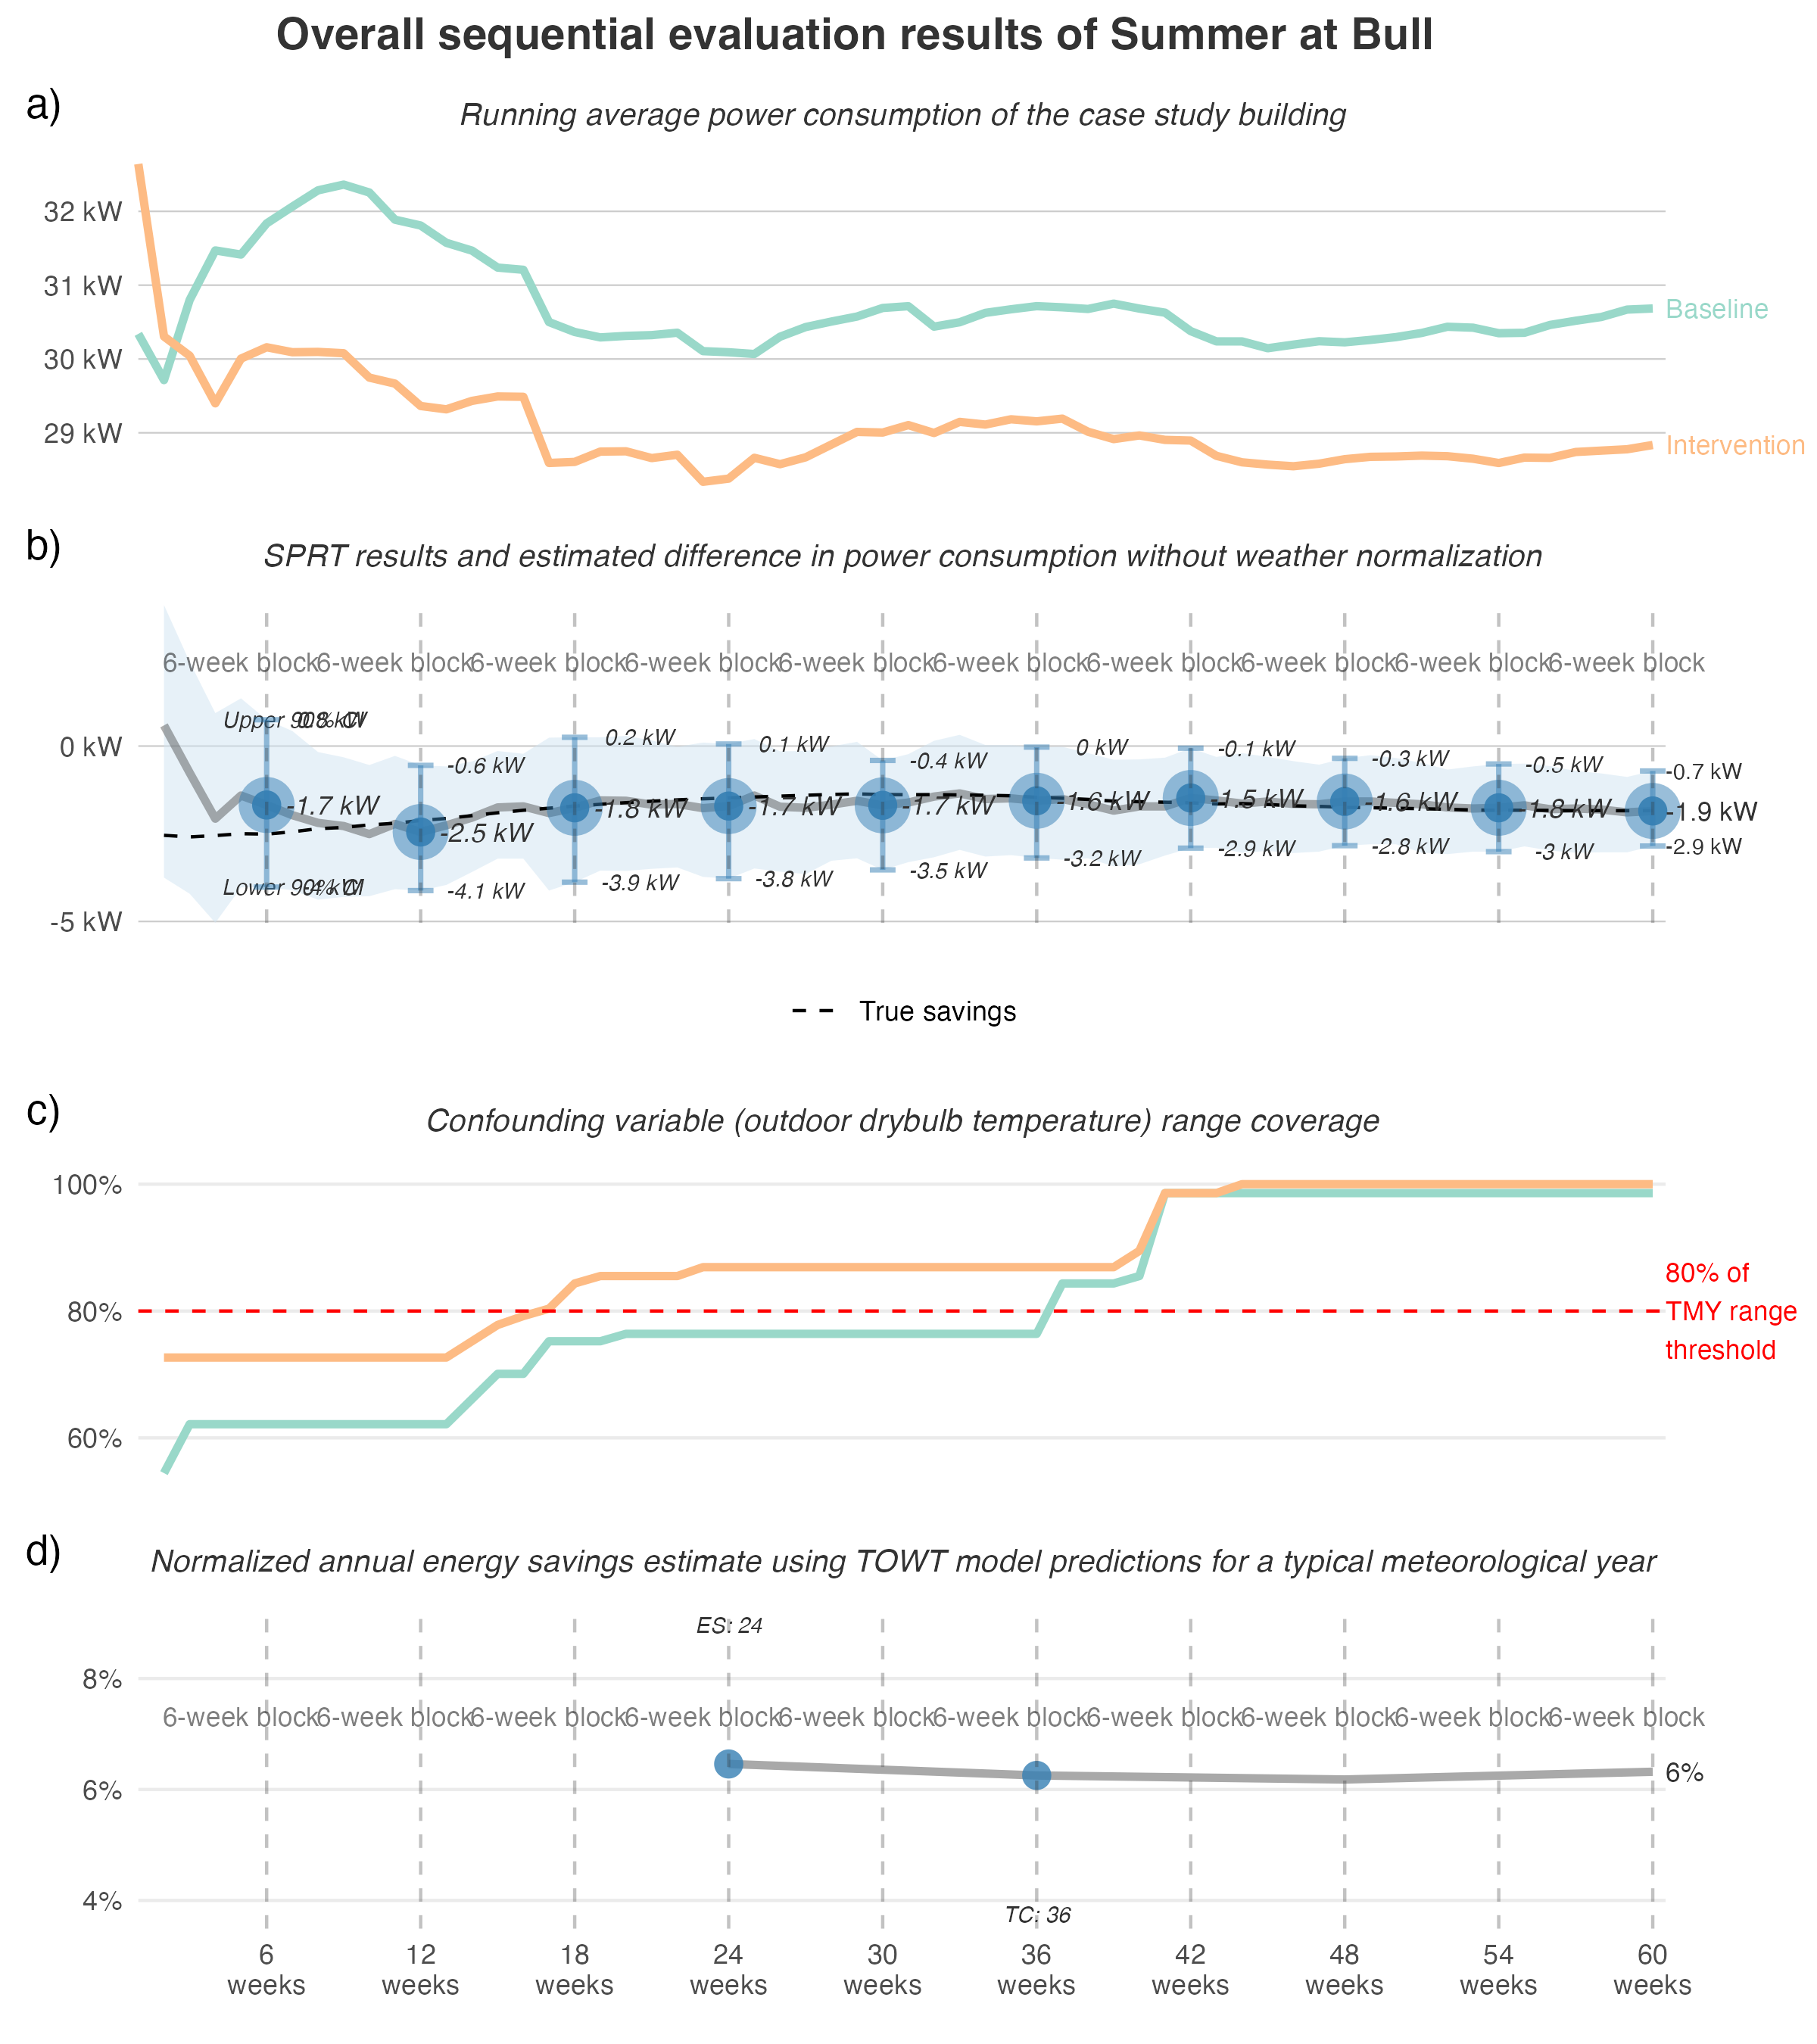 Overall sequential evaluation results of Summer at Bull
a)
Running average power consumption of the case study building
32 kW
31 kW
30 kW
29 kW
Baseline
Intervention
b)
SPRT results and estimated difference in power consumption without weather normalization
6-week block 6-week block 6-week block 6-week block 6-week block 6-week block 6-week block 6-week block 6-week block 6-week block
Upper 90% CI 0.8 kW
-0.6 kW
0.2 kW
0.1 kW
-0.4 kW
0 kW
-0.1 kW
-0.3 kW
-0.5 kW
-0.7 kW
0 kW
-1.7 kW
-2.5 kW
-1.8 kW
-1.7 kW
-1.7 kW
-1.6 kW
-1.5 kW
-1.6 kW
-1.8 kW
-1.9 kW
Lower 90% CI -4 kW
-4.1 kW
-3.9 kW
-3.8 kW
-3.5 kW
-3.2 kW
-2.9 kW
-2.8 kW
-3 kW
-2.9 kW
-5 kW
True savings
c)
Confounding variable (outdoor drybulb temperature) range coverage
100%
80%
60%
80% of
TMY range
threshold
d)
Normalized annual energy savings estimate using TOWT model predictions for a typical meteorological year
ES: 24
8%
6-week block 6-week block 6-week block 6-week block 6-week block 6-week block 6-week block 6-week block 6-week block 6-week block
6%
6%
4%
TC: 36
6 12 18 24 30 36 42 48 54 60
weeks weeks weeks weeks weeks weeks weeks weeks weeks weeks